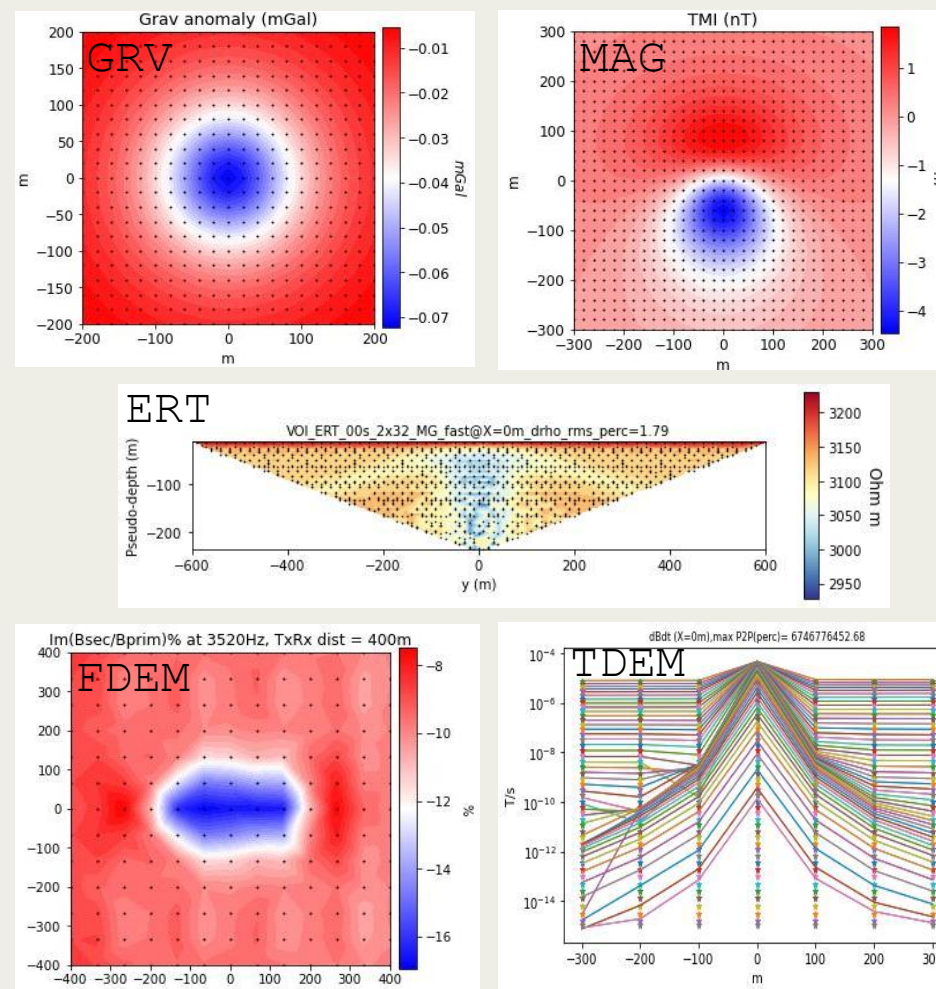 Grav anomaly (mGal)
GRV
200
150
100
50
0
−50
−100
−150
−200
−200 −150 −100 −50 0 50 100 150 200
m
m
−0.01
−0.02
−0.03
−0.04
−0.05
−0.06
−0.07
mGal
TMI (nT)
MAG
300
200
100
0
−100
−200
−300
−300 −200 −100 0 100 200 300
m
m
1
0
−1
−2
−3
−4
ERT
VOI_ERT_00s_2x32_MG_fast@X=0m_drho_rms_perc=1.79
Pseudo-depth (m)
−100
−200
−600 −400 −200 0 200 400 600
y (m)
3200
3150
3100
3050
3000
2950
Ohm m
Im(Bsec/Bprim)% at 3520Hz, TxRx dist = 400m
FDEM
400
300
200
100
0
−100
−200
−300
−400
−400 −300 −200 −100 0 100 200 300 400
−8
−10
−12
−14
−16
%
dBdt (X=0m),max P2P(perc)= 6746776452.68
TDEM
10⁻⁴
10⁻⁶
10⁻⁸
10⁻¹⁰
10⁻¹²
10⁻¹⁴
T/s
−300 −200 −100 0 100 200
m